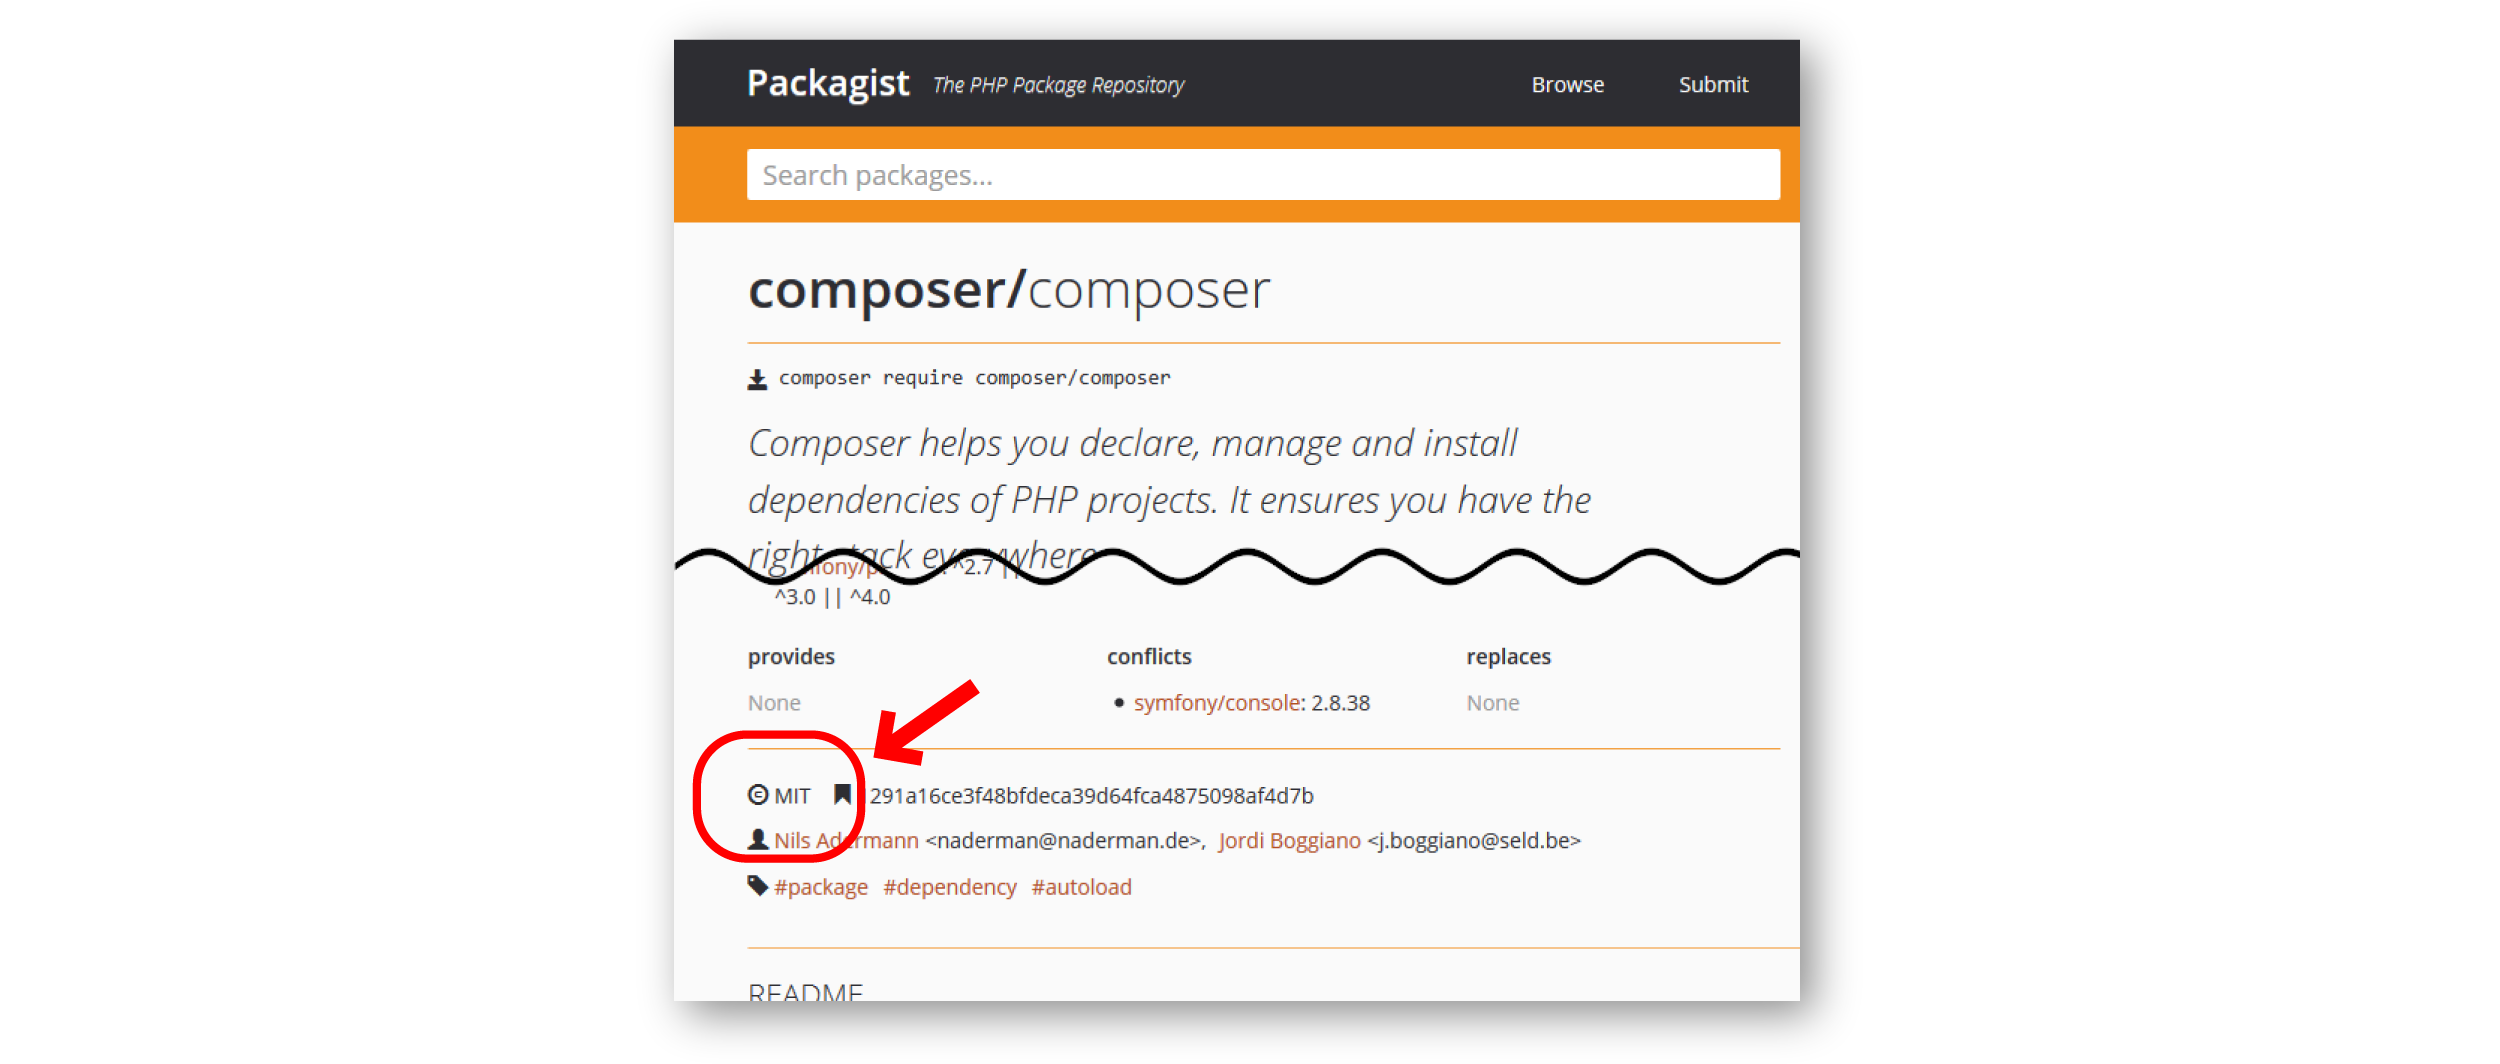 Packagist The PHP Package Repository Browse Submit
Search packages...
composer/composer
composer require composer/composer
Composer helps you declare, manage and install
dependencies of PHP projects. It ensures you have the
right stack everywhere
^2.7 ||
^3.0 || ^4.0
provides conflicts replaces
None symfony/console: 2.8.38 None
MIT 291a16ce3f48bfdeca39d64fca4875098af4d7b
Nils Adermann <naderman@naderman.de>, Jordi Boggiano <j.boggiano@seld.be>
#package #dependency #autoload
README